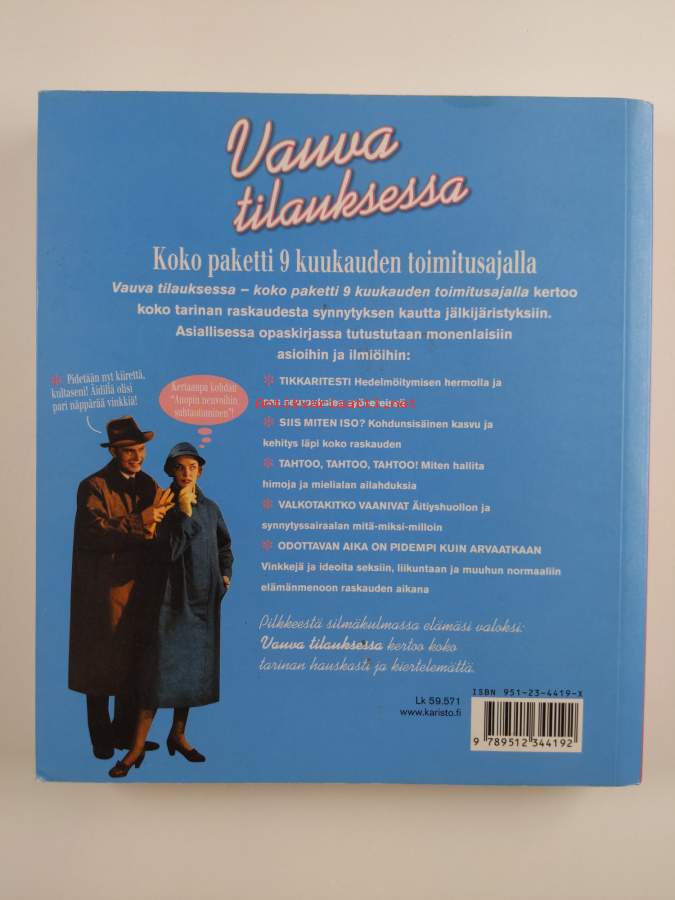 Vauva
tilauksessa
Koko paketti 9 kuukauden toimitusajalla
Vauva tilauksessa – koko paketti 9 kuukauden toimitusajalla kertoo
koko tarinan raskaudesta synnytyksen kautta jälkijäristyksiin.
Asiallisessa opaskirjassa tutustutaan monenlaisiin
asioihin ja ilmiöihin:
* Pidetään nyt kiirettä,
kultaseni! Äidillä olisi
pari näppärää vinkkiä!
Kertaappa kohdan
"Anopin neuvoihin
suhtautuminen"!
* TIKKARITESTI Hedelmöitymisen hermolla ja
* SIIS MITEN ISO? Kohdunsisäinen kasvu ja
kehitys läpi koko raskauden
* TAHTOO, TAHTOO, TAHTOO! Miten hallita
himoja ja mielialan ailahduksia
* VALKOTAKITKO VAANIVAT Äitiyshuollon ja
synnytyssairaalan mitä-miksi-milloin
* ODOTTAVAN AIKA ON PIDEMPI KUIN ARVAATKAAN
Vinkkejä ja ideoita seksiin, liikuntaan ja muuhun normaaliin
elämänmenoon raskauden aikana
Pilkkeestä silmäkulmassa elämäsi valoksi:
Vauva tilauksessa kertoo koko
tarinan hauskasti ja kiertelemättä.
Lk 59.571
www.karisto.fi
ISBN 951-23-4419-X
9 789512 344192